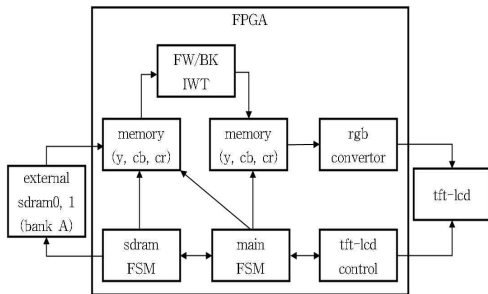 FPGA
FW/BK
IWT
memory
(y, cb, cr)
memory
(y, cb, cr)
rgb
convertor
external
sdram0, 1
(bank A)
tft-lcd
sdram
FSM
main
FSM
tft-lcd
control